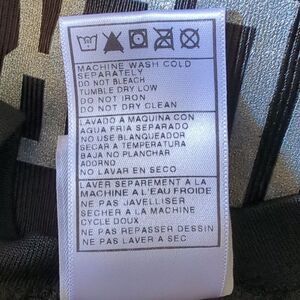 MACHINE WASH COLD
SEPARATELY
DO NOT BLEACH
TUMBLE DRY LOW
DO NOT IRON
DO NOT DRY CLEAN
LAVADO A MAQUINA CON
AGUA FRIA SEPARADO
NO USE BLANQUEADOR
SECAR A TEMPERATURA
BAJA NO PLANCHAR
ADORNO
NO LAVAR EN SECO
LAVER SEPAREMENT A LA
MACHINE A L'EAU FROIDE
NE PAS JAVELLISER
SECHER A LA MACHINE
CYCLE DOUX
NE PAS REPASSER DESSIN
NE PAS LAVER A SEC